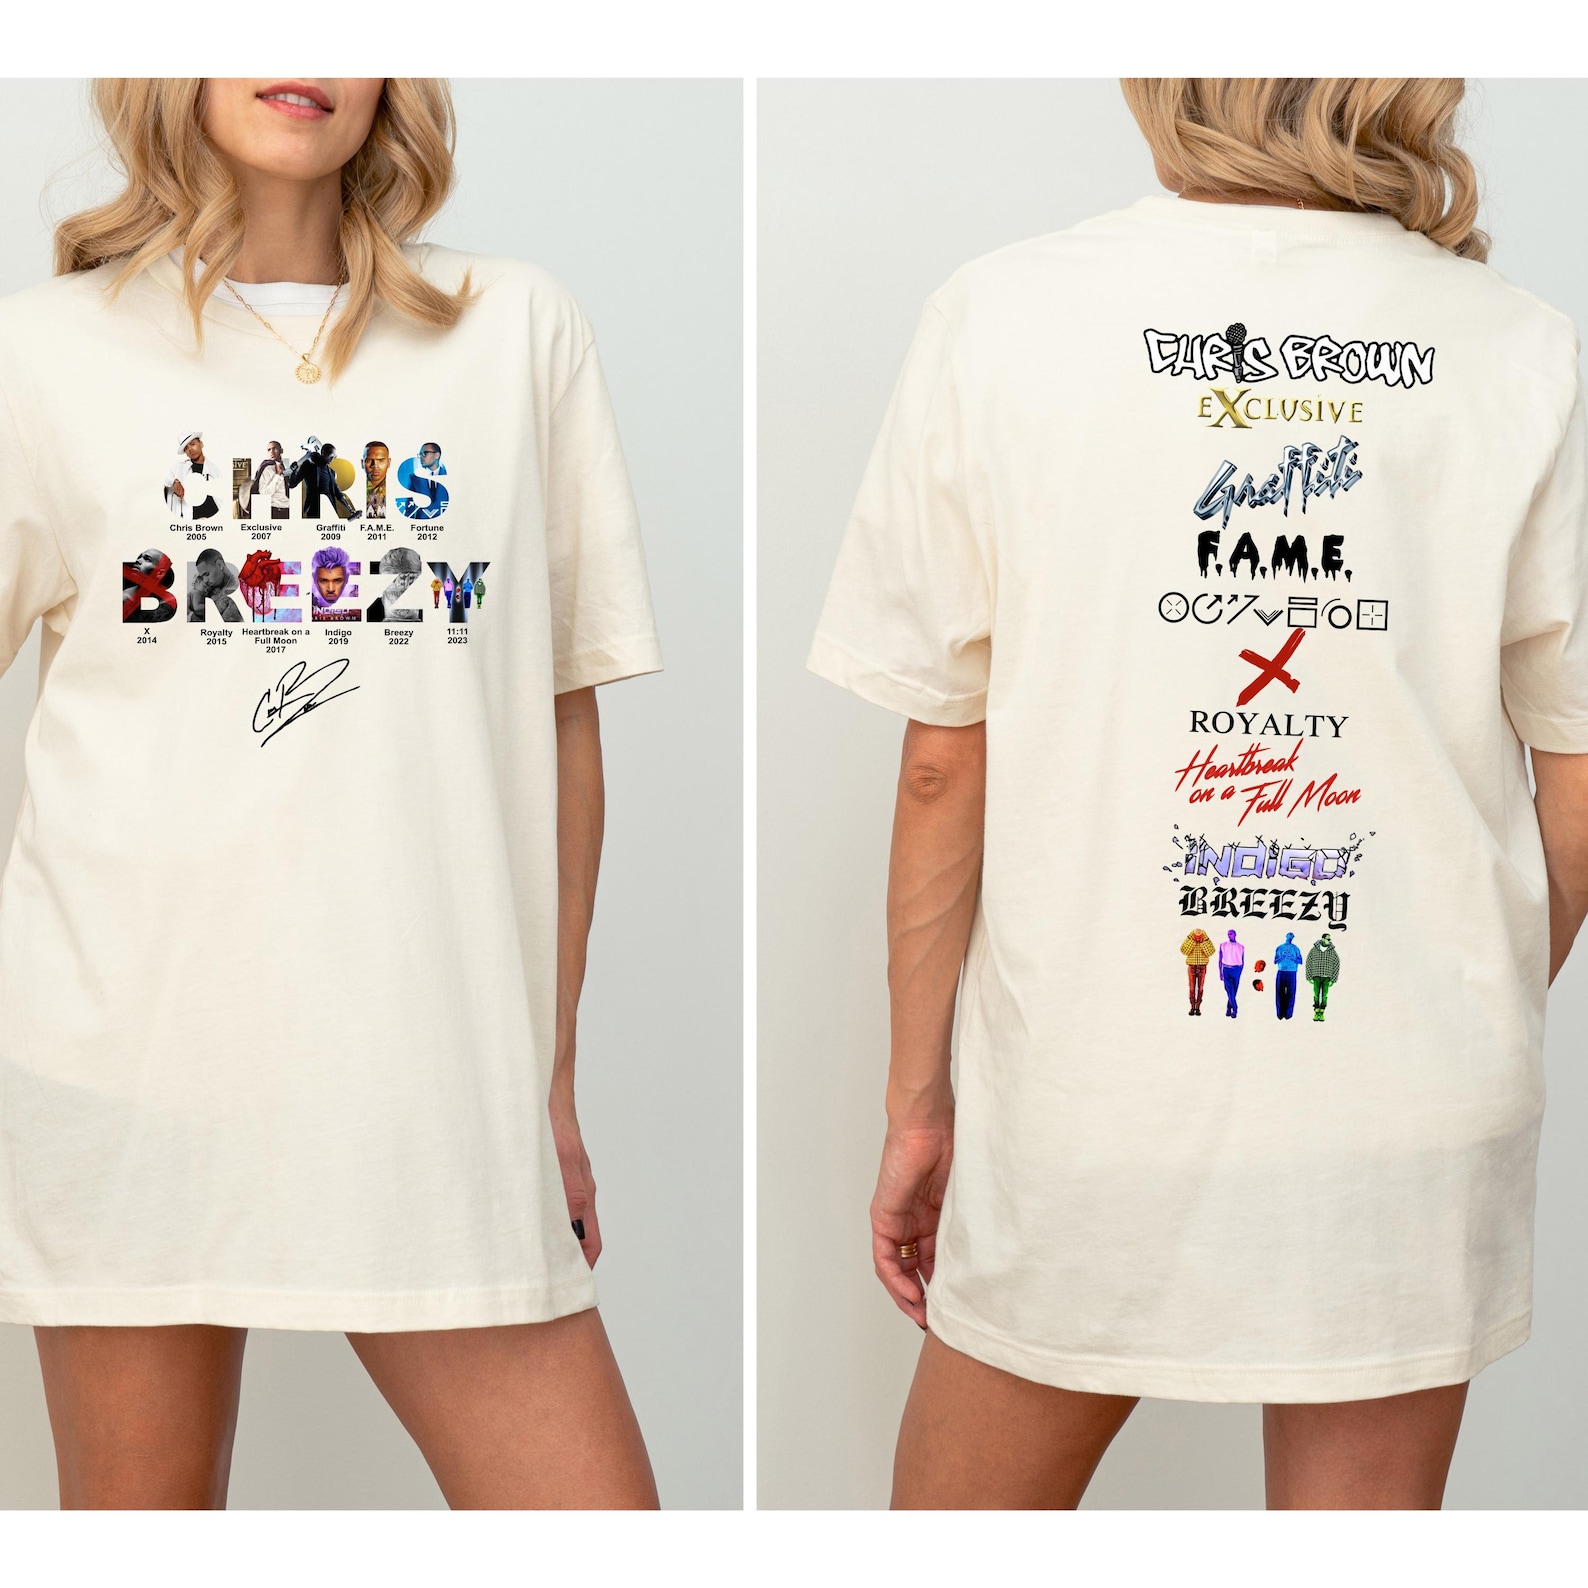 CHRIS
Chris Brown Exclusive Graffiti F.A.M.E. Fortune
2005 2007 2009 2011 2012
BREEZY
X Royalty Heartbreak on a Indigo Breezy 11:11
2014 2015 Full Moon 2019 2022 2023
2017
CHRIS BROWN
EXCLUSIVE
Graffiti
F.A.M.E.
X
ROYALTY
Heartbreak
on a Full Moon
INDIGO
BREEZY
11:11